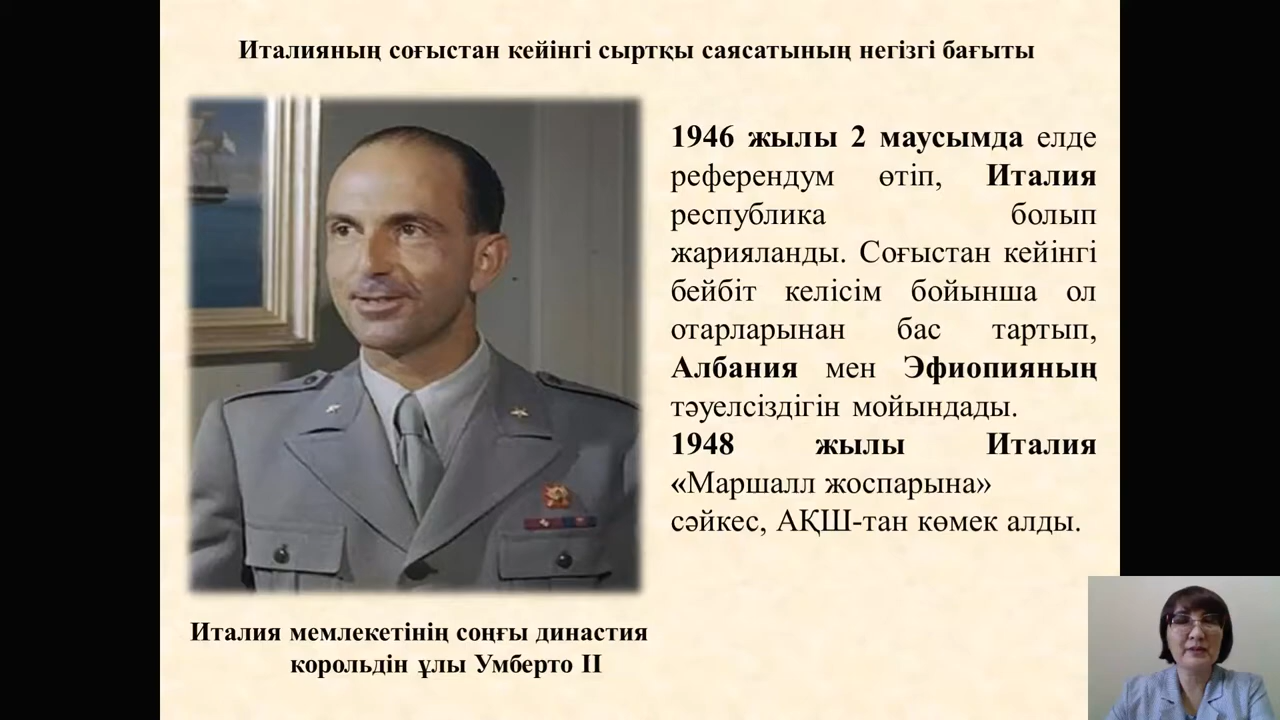 Италияның соғыстан кейінгі сыртқы саясатының негізгі бағыты
1946 жылы 2 маусымда елде
референдум өтіп, Италия
республика болып
жарияланды. Соғыстан кейінгі
бейбіт келісім бойынша ол
отарларынан бас тартып,
Албания мен Эфиопияның
тәуелсіздігін мойындады.
1948 жылы Италия
«Маршалл жоспарына»
сәйкес, АҚШ-тан көмек алды.
Италия мемлекетінің соңғы династия
корольдін ұлы Умберто II